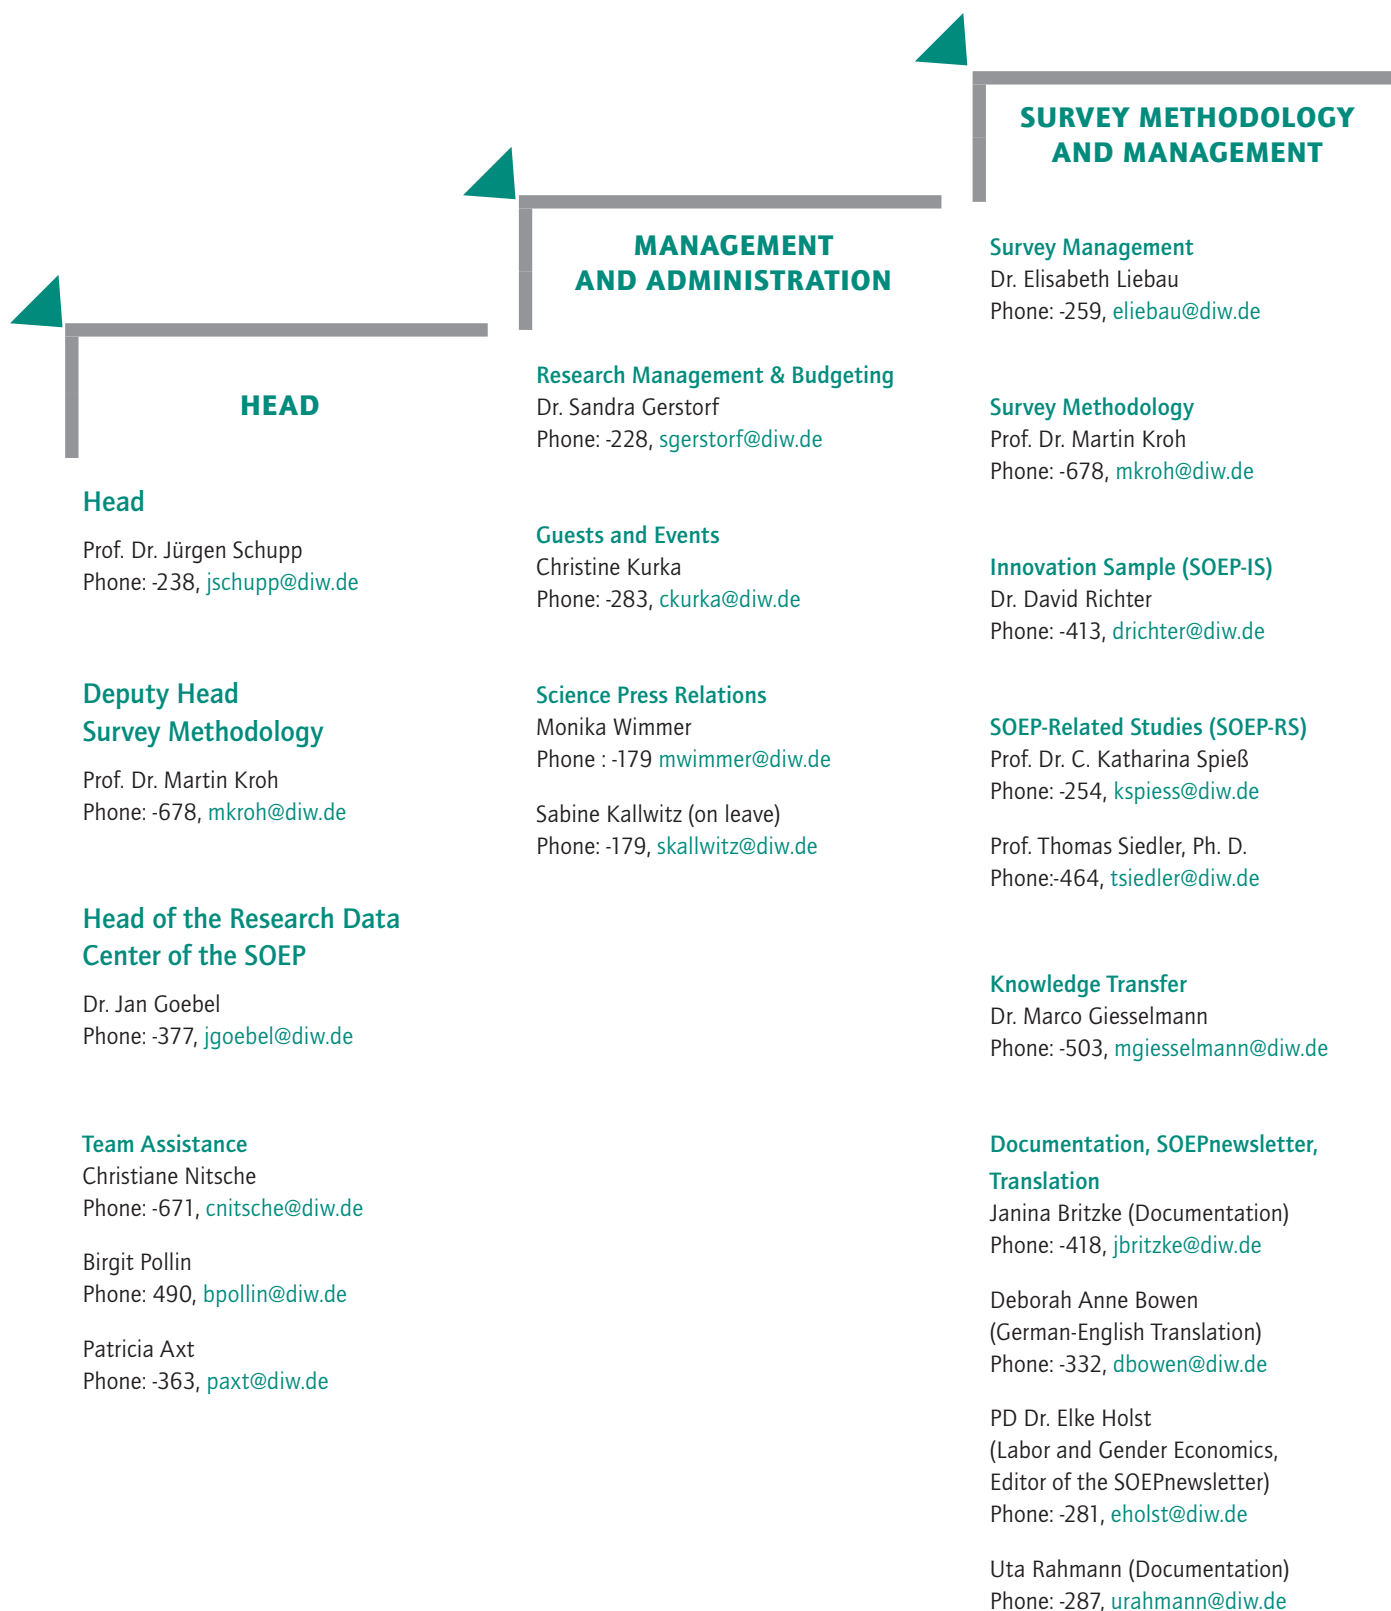 HEAD
Head
Prof. Dr. Jürgen Schupp
Phone: -238, jschupp@diw.de
Deputy Head
Survey Methodology
Prof. Dr. Martin Kroh
Phone: -678, mkroh@diw.de
Head of the Research Data
Center of the SOEP
Dr. Jan Goebel
Phone: -377, jgoebel@diw.de
Team Assistance
Christiane Nitsche
Phone: -671, cnitsche@diw.de
Birgit Pollin
Phone: 490, bpollin@diw.de
Patricia Axt
Phone: -363, paxt@diw.de
MANAGEMENT
AND ADMINISTRATION
Research Management & Budgeting
Dr. Sandra Gerstorf
Phone: -228, sgerstorf@diw.de
Guests and Events
Christine Kurka
Phone: -283, ckurka@diw.de
Science Press Relations
Monika Wimmer
Phone : -179 mwimmer@diw.de
Sabine Kallwitz (on leave)
Phone: -179, skallwitz@diw.de
SURVEY METHODOLOGY
AND MANAGEMENT
Survey Management
Dr. Elisabeth Liebau
Phone: -259, eliebau@diw.de
Survey Methodology
Prof. Dr. Martin Kroh
Phone: -678, mkroh@diw.de
Innovation Sample (SOEP-IS)
Dr. David Richter
Phone: -413, drichter@diw.de
SOEP-Related Studies (SOEP-RS)
Prof. Dr. C. Katharina Spieß
Phone: -254, kspiess@diw.de
Prof. Thomas Siedler, Ph. D.
Phone:-464, tsiedler@diw.de
Knowledge Transfer
Dr. Marco Giesselmann
Phone: -503, mgiesselmann@diw.de
Documentation, SOEPnewsletter,
Translation
Janina Britzke (Documentation)
Phone: -418, jbritzke@diw.de
Deborah Anne Bowen
(German-English Translation)
Phone: -332, dbowen@diw.de
PD Dr. Elke Holst
(Labor and Gender Economics,
Editor of the SOEPnewsletter)
Phone: -281, eholst@diw.de
Uta Rahmann (Documentation)
Phone: -287, urahmann@diw.de